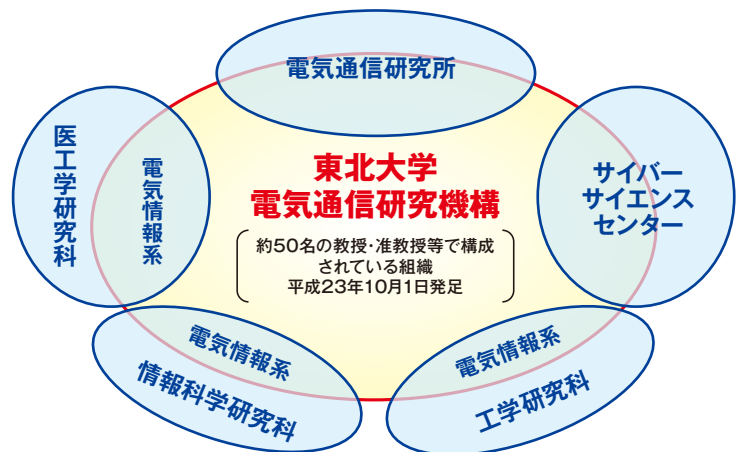 電気通信研究所
医工学研究科
電気情報系
東北大学
電気通信研究機構
約50名の教授・准教授等で構成
されている組織
平成23年10月1日発足
サイバー
サイエンス
センター
電気情報系
情報科学研究科
電気情報系
工学研究科